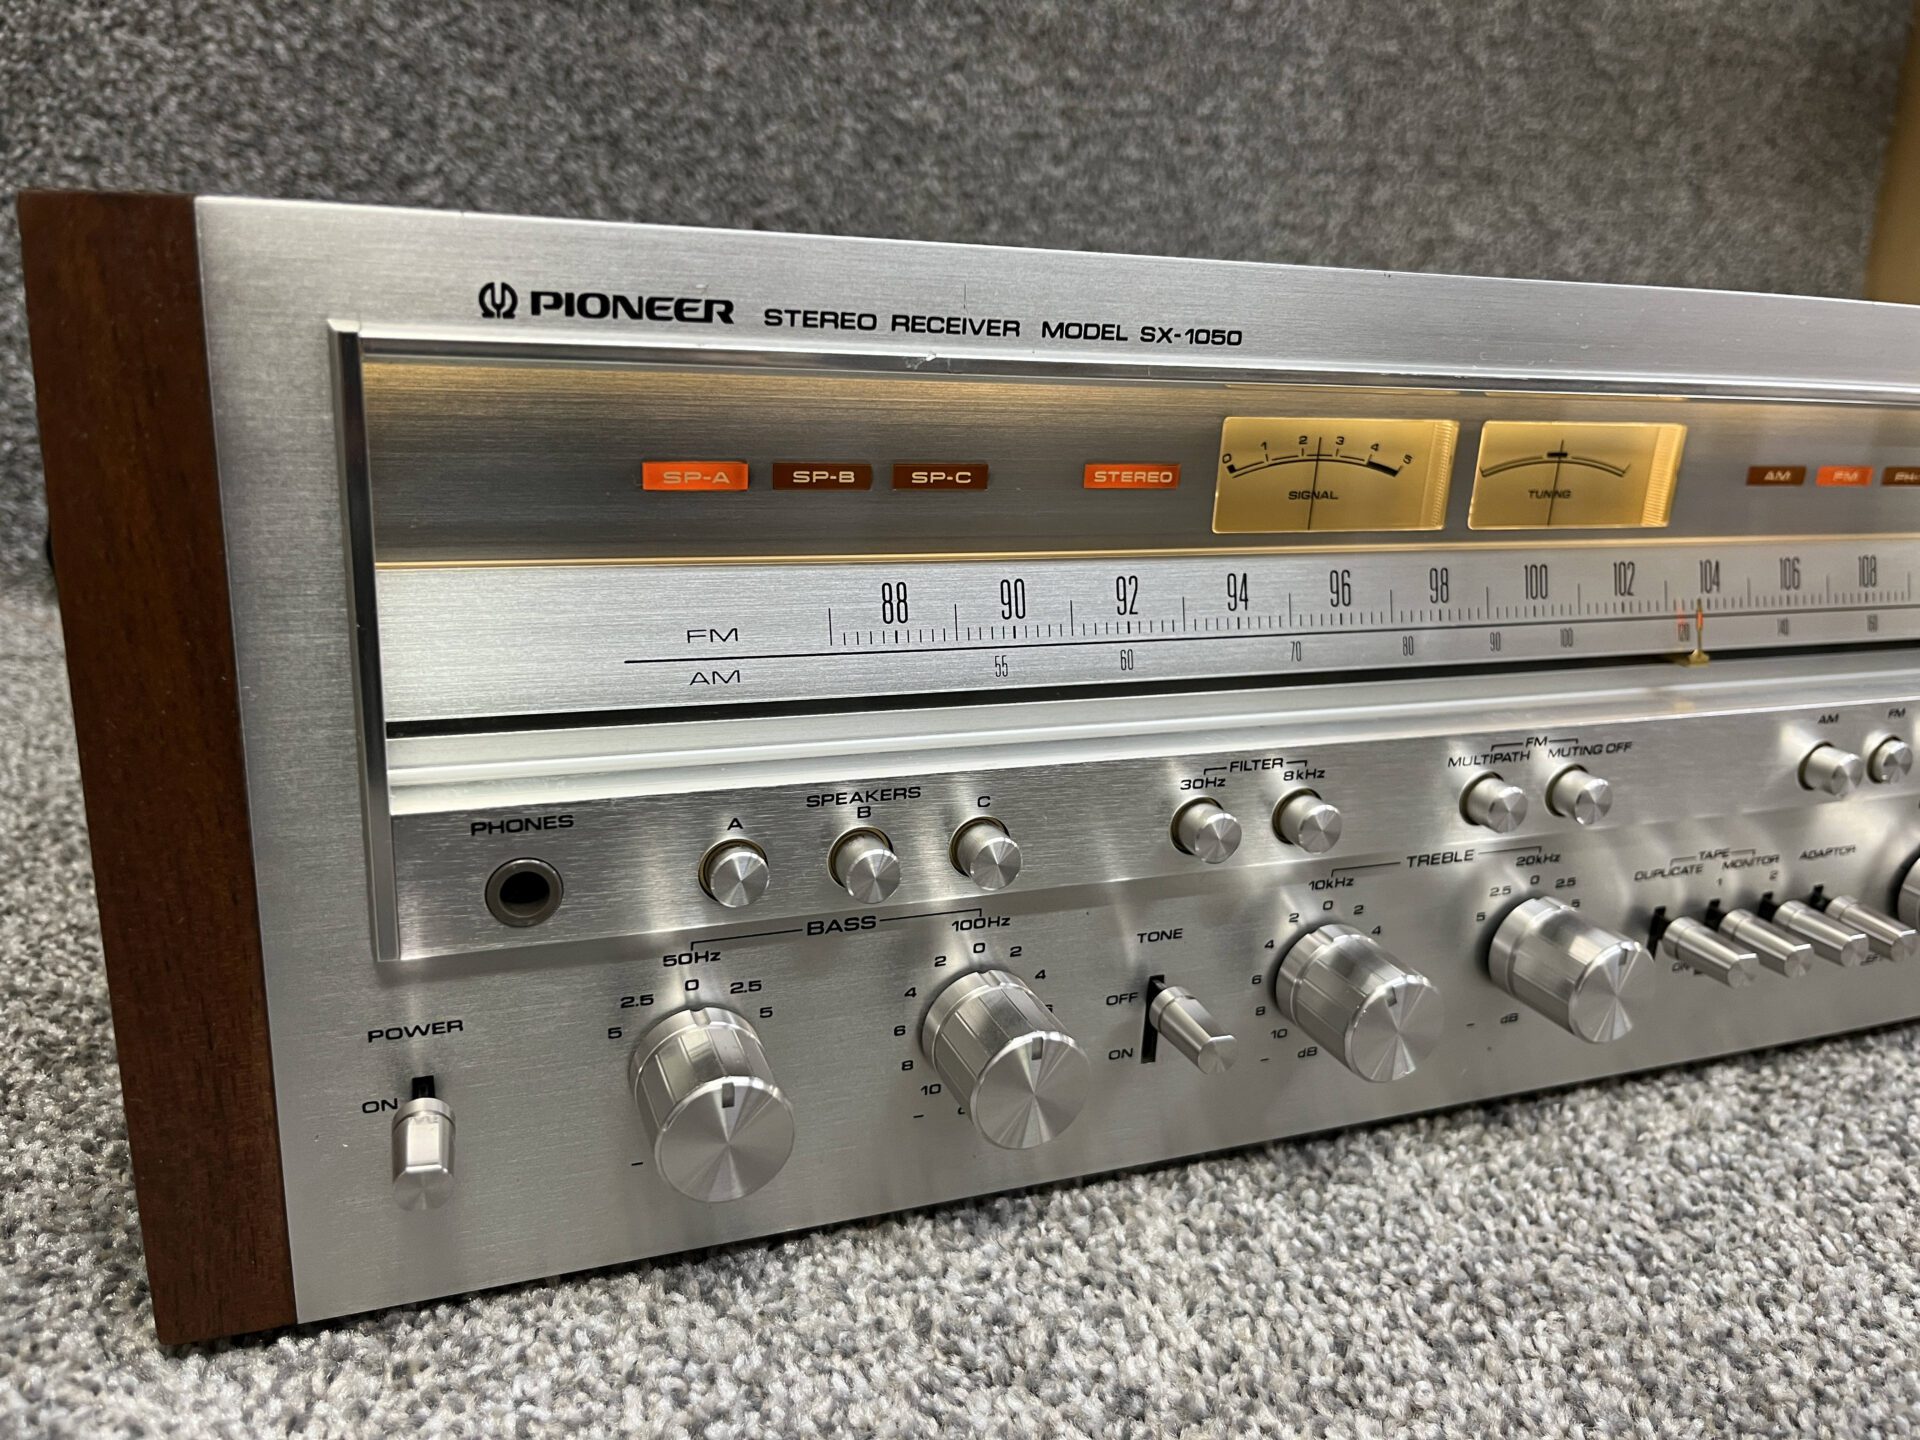 PIONEER STEREO RECEIVER MODEL SX-1050
SP-A SP-B SP-C STEREO
0 1 2 3 4 5
SIGNAL
TUNING
AM FM
FM 88 90 92 94 96 98 100 102 104 106 108
AM 55 60 70 80 90 100 120 140 160
AM FM
FM
MULTIPATH MUTING OFF
FILTER
30Hz 8kHz
SPEAKERS
A B C
PHONES
TAPE
DUPLICATE MONITOR ADAPTOR
1 2
TREBLE
10kHz 20kHz
2 0 2
4 4
6
8
10
- dB
2.5 0 2.5
5 5
- dB
ON
TONE
OFF
ON
BASS
50Hz 100Hz
2.5 0 2.5
5 5
-
2 0 2
4 4
6 6
8
10
-
POWER
ON